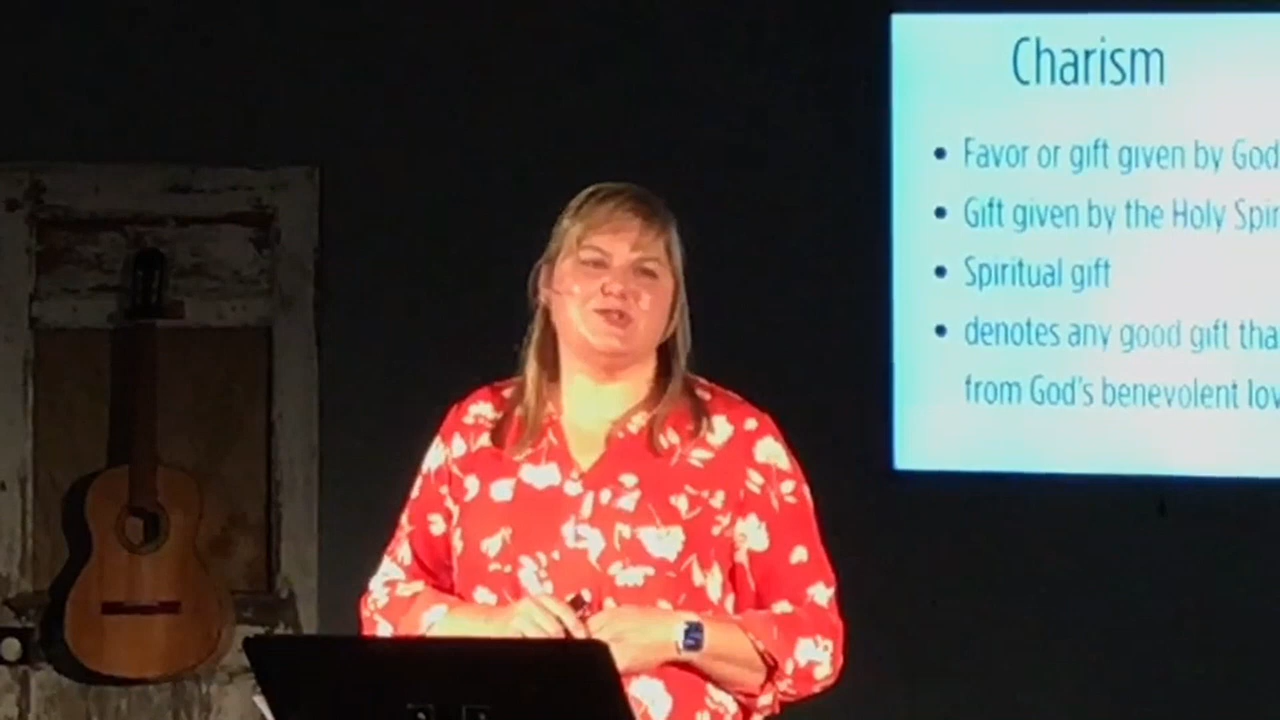 Charism
• Favor or gift given by God
• Gift given by the Holy Spir
• Spiritual gift
• denotes any good gift tha
from God's benevolent lov